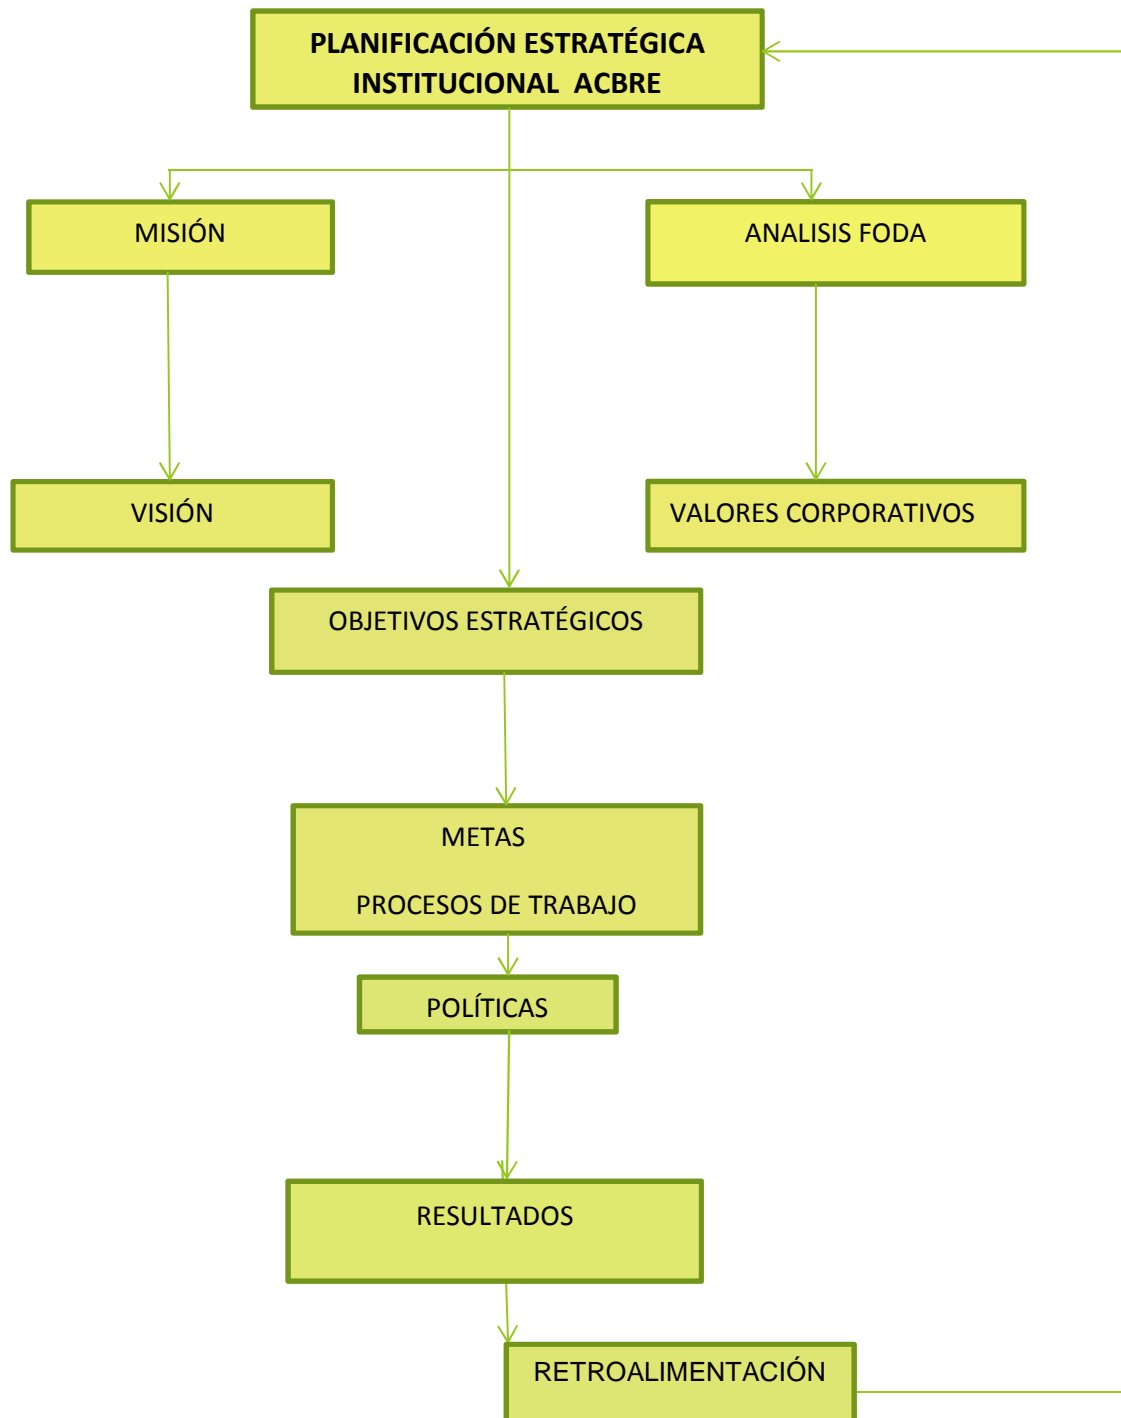 PLANIFICACIÓN ESTRATÉGICA
INSTITUCIONAL  ACBRE
MISIÓN
ANALISIS FODA
VISIÓN
VALORES CORPORATIVOS
OBJETIVOS ESTRATÉGICOS
METAS
PROCESOS DE TRABAJO
POLÍTICAS
RESULTADOS
RETROALIMENTACIÓN